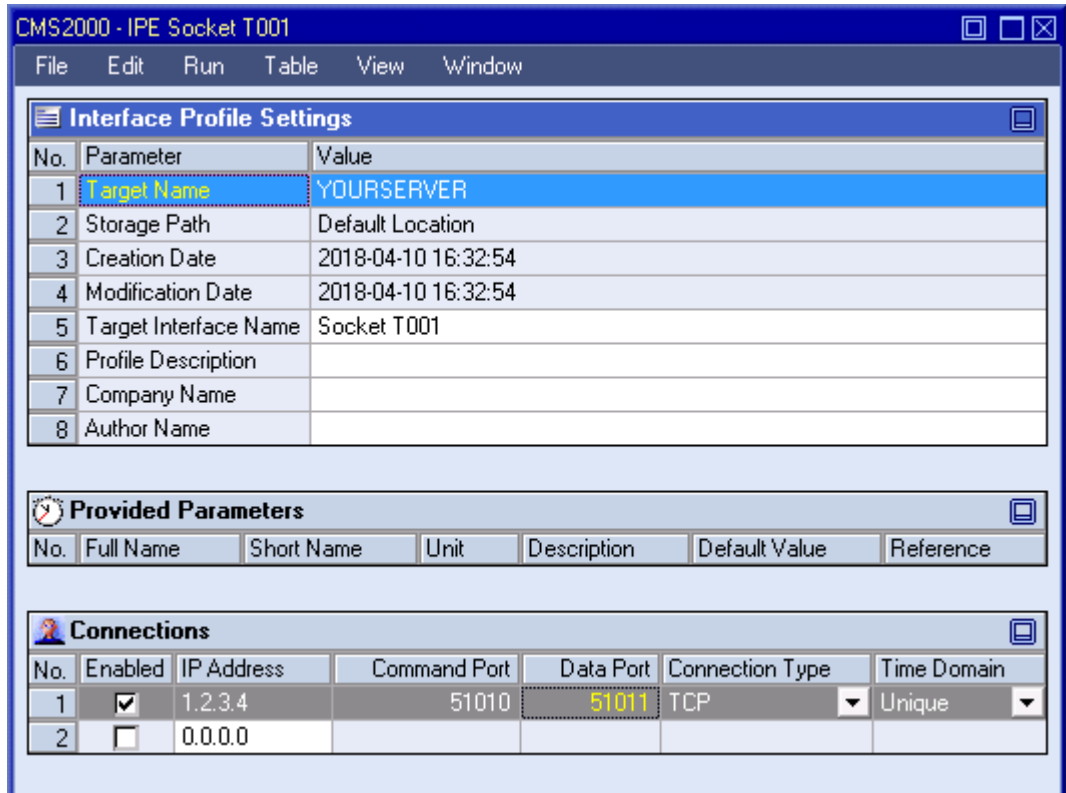 CMS2000 - IPE Socket T001
File Edit Run Table View Window
Interface Profile Settings
No. Parameter Value
1 Target Name YOURSERVER
2 Storage Path Default Location
3 Creation Date 2018-04-10 16:32:54
4 Modification Date 2018-04-10 16:32:54
5 Target Interface Name Socket T001
6 Profile Description
7 Company Name
8 Author Name
Provided Parameters
No. Full Name Short Name Unit Description Default Value Reference
Connections
No. Enabled IP Address Command Port Data Port Connection Type Time Domain
1 1.2.3.4 51010 51011 TCP Unique
2 0.0.0.0